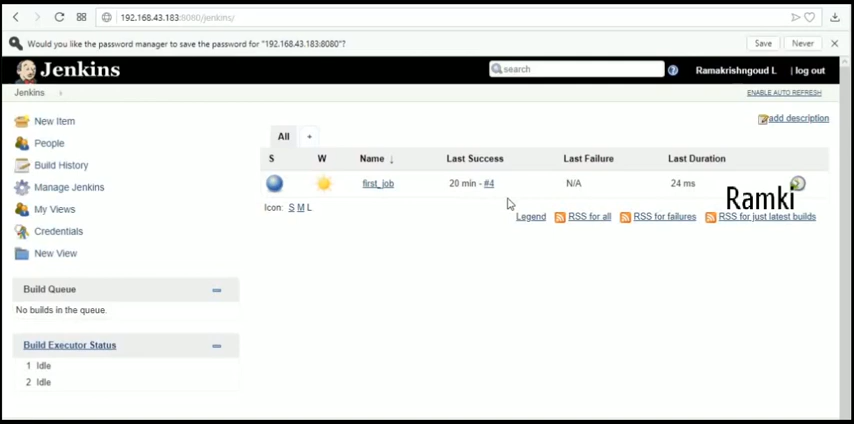 192.168.43.183:8080/jenkins/
Would you like the password manager to save the password for "192.168.43.183:8080"?
Save
Never
Jenkins
search
Ramakrishngoud L
| log out
Jenkins
ENABLE AUTO REFRESH
New Item
People
Build History
Manage Jenkins
My Views
Credentials
New View
add description
All
+
S W Name ↓ Last Success Last Failure Last Duration
first_job 20 min - #4 N/A 24 ms
Ramki
Icon: S M L
Legend RSS for all RSS for failures RSS for just latest builds
Build Queue
No builds in the queue.
Build Executor Status
1 Idle
2 Idle